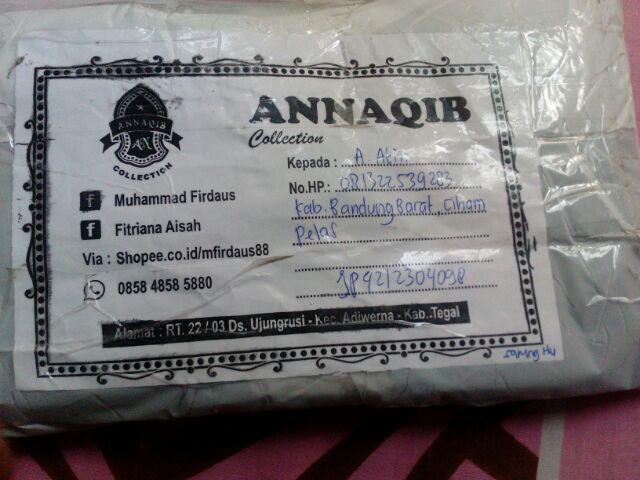 ANNAQIB
COLLECTION
ANNAQIB
Collection
Kepada : A. Atik
No.HP.: 081322539283
Kab. Bandung Barat, Ciham
pelas
JP4212304098
Muhammad Firdaus
Fitriana Aisah
Via : Shopee.co.id/mfirdaus88
0858 4858 5880
Alamat : RT. 22 / 03 Ds. Ujungrusi - Kec. Adiwerna - Kab. Tegal